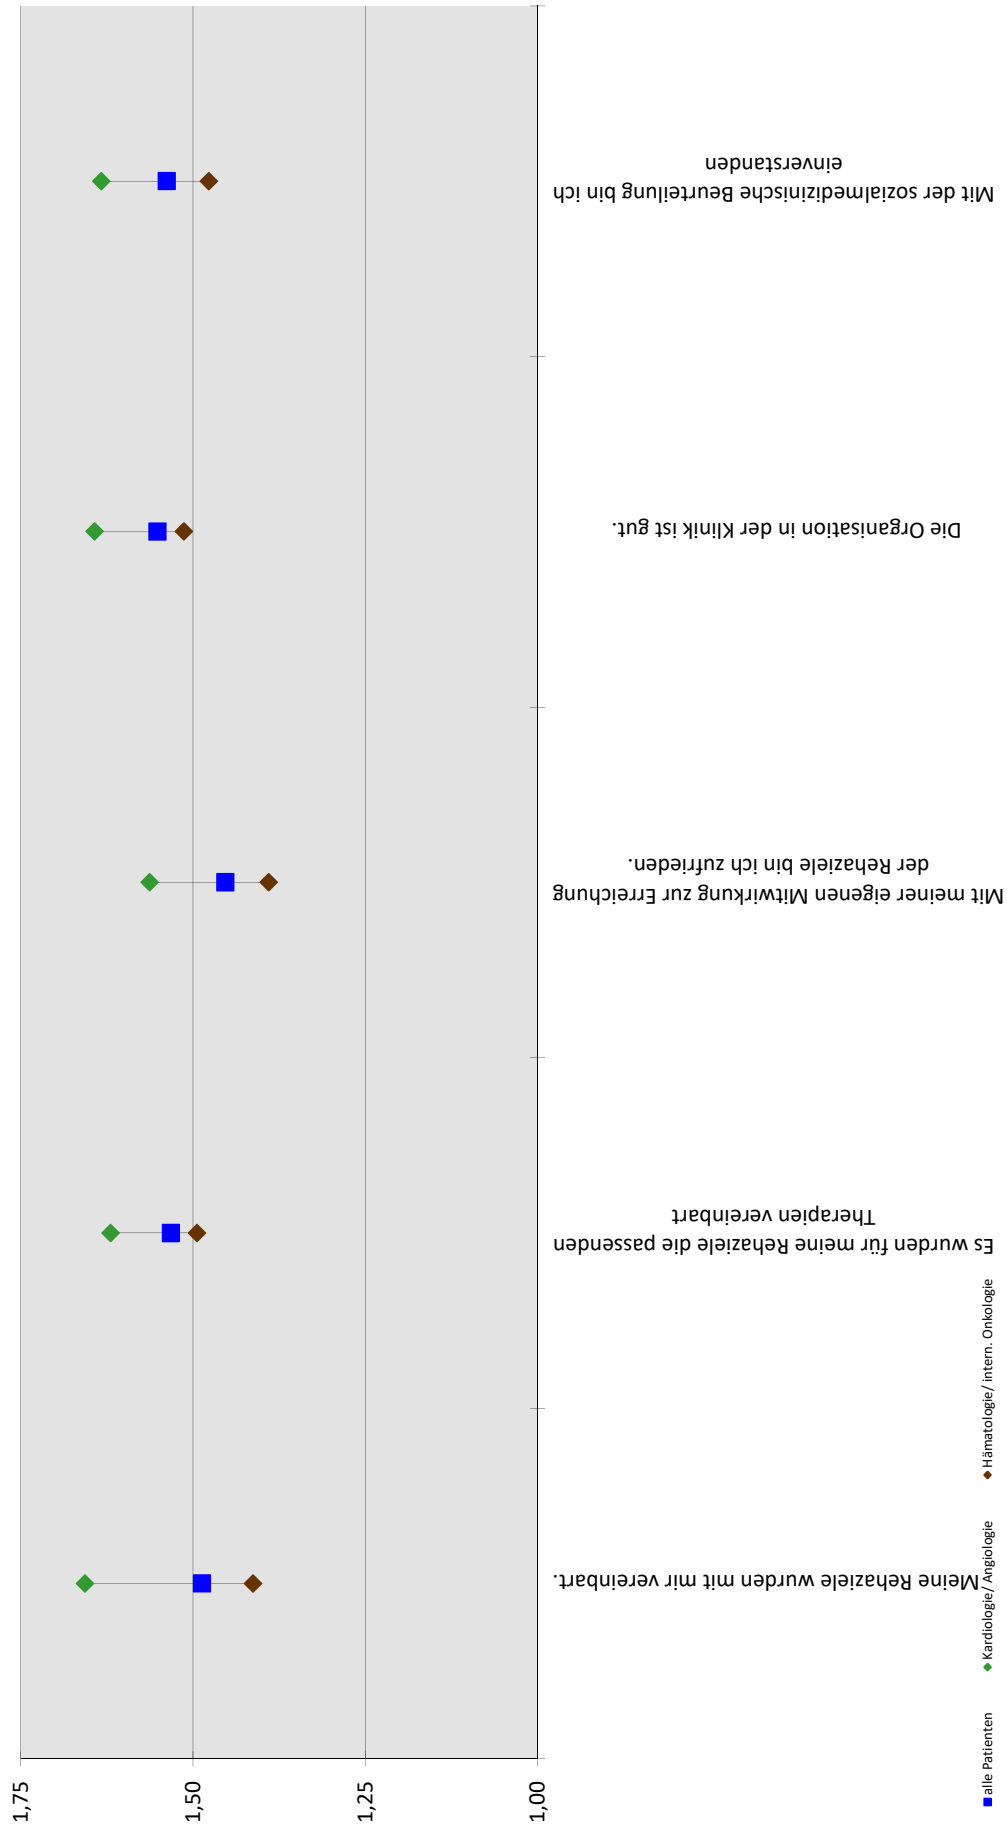 1,75
1,50
1,25
1,00
Meine Rehaziele wurden mit mir vereinbart.
Es wurden für meine Rehaziele die passenden
Therapien vereinbart
Mit meiner eigenen Mitwirkung zur Erreichung
der Rehaziele bin ich zufrieden.
Die Organisation in der Klinik ist gut.
Mit der sozialmedizinische Beurteilung bin ich
einverstanden
alle Patienten
Kardiologie/ Angiologie
Hämatologie/ intern. Onkologie